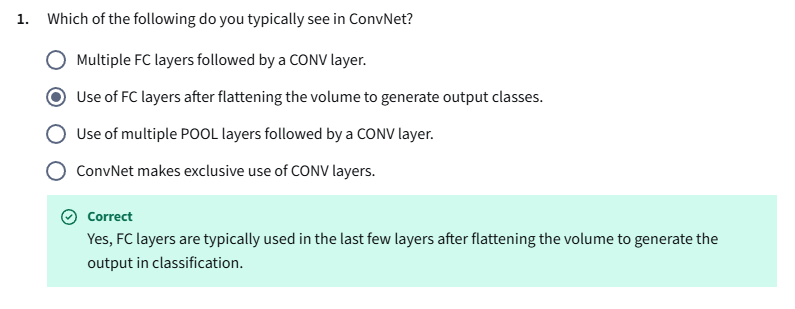 1. Which of the following do you typically see in ConvNet?
Multiple FC layers followed by a CONV layer.
Use of FC layers after flattening the volume to generate output classes.
Use of multiple POOL layers followed by a CONV layer.
ConvNet makes exclusive use of CONV layers.
Correct
Yes, FC layers are typically used in the last few layers after flattening the volume to generate the
output in classification.